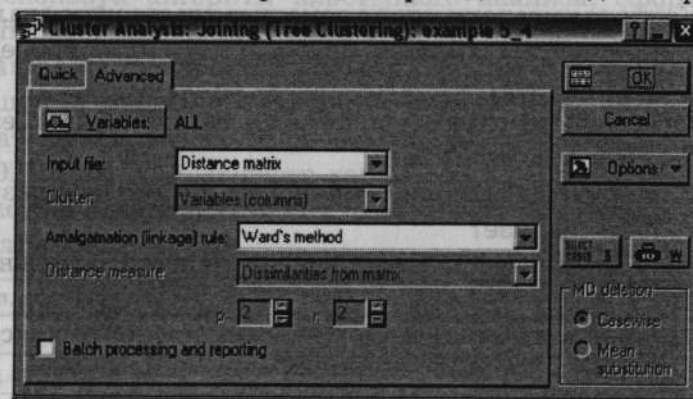 Cluster Analysis: Joining (Tree Clustering): example 5_4
Quick Advanced
Variables: ALL
Input file: Distance matrix
Cluster: Variables (columns)
Amalgamation (linkage) rule: Ward's method
Distance measure: Dissimilarities from matrix
p: 2 r: 2
Batch processing and reporting
OK
Cancel
Options
SELECT CASES S W
MD deletion
Casewise
Mean substitution